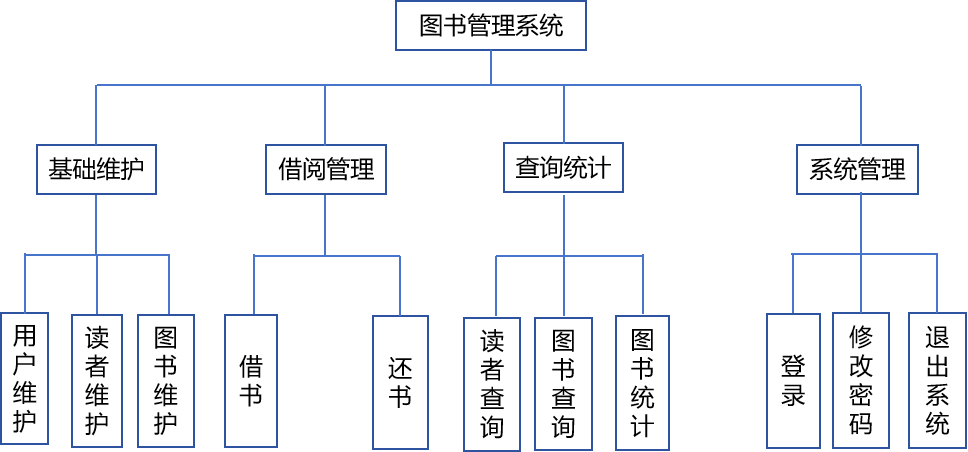 图书管理系统
基础维护
借阅管理
查询统计
系统管理
用户维护
读者维护
图书维护
借书
还书
读者查询
图书查询
图书统计
登录
修改密码
退出系统